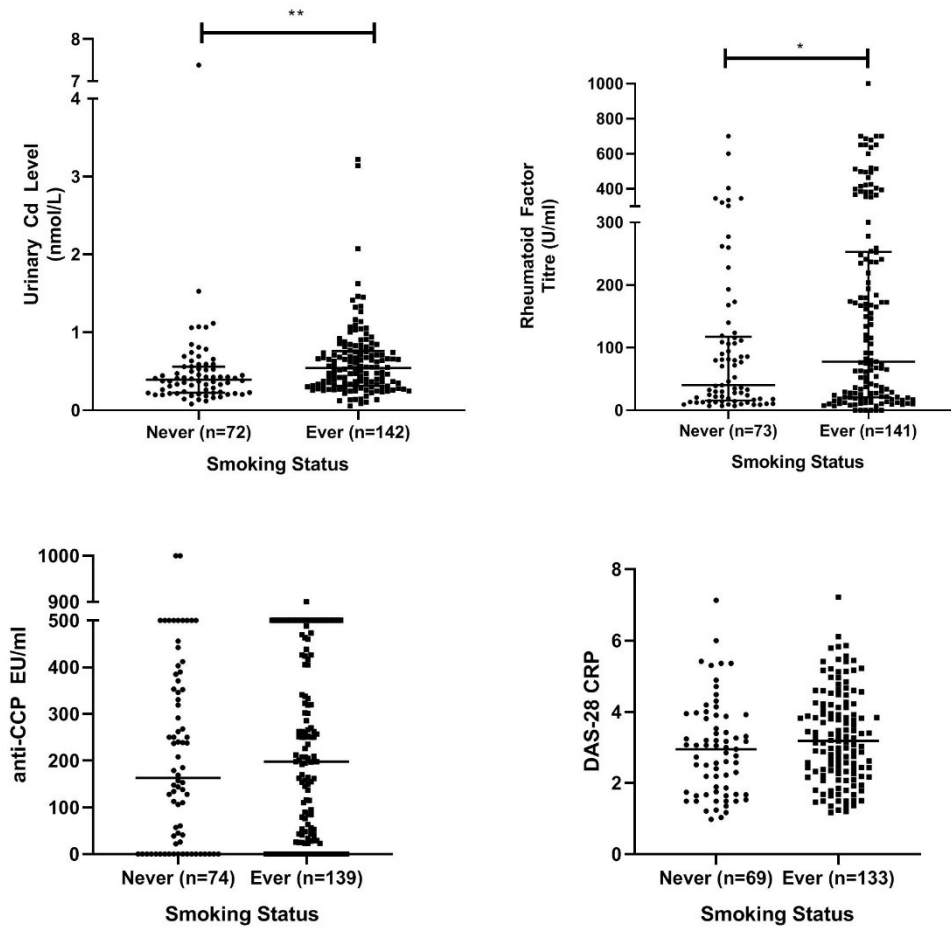 **
8
7
4
3
2
1
0
Urinary Cd Level
(nmol/L)
Never (n=72) Ever (n=142)
Smoking Status
*
1000
800
600
400
300
200
100
0
Rheumatoid Factor
Titre (U/ml)
Never (n=73) Ever (n=141)
Smoking Status
1000
900
500
400
300
200
100
0
anti-CCP EU/ml
Never (n=74) Ever (n=139)
Smoking Status
8
6
4
2
0
DAS-28 CRP
Never (n=69) Ever (n=133)
Smoking Status